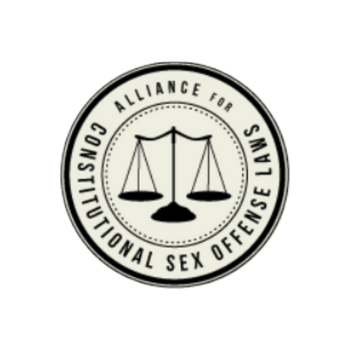 ALLIANCE FOR
CONSTITUTIONAL SEX OFFENSE LAWS